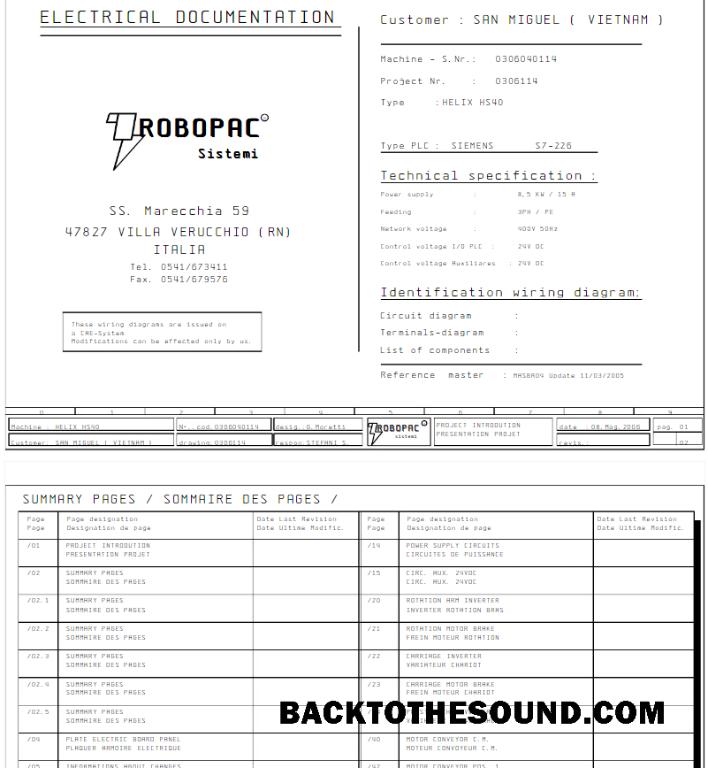 ELECTRICAL DOCUMENTATION
ROBOPAC
Sistemi
SS. Marecchia 59
47827 VILLA VERUCCHIO (RN)
ITALIA
Tel. 0541/673411
Fax. 0541/679576
These wiring diagrams are issued on
a CAE-System
Modifications can be affected only by us.
Customer : SAN MIGUEL ( VIETNAM )
Machine - S.Nr.: 0306040114
Project Nr. : 0306114
Type : HELIX HS40
Type PLC : SIEMENS S7-226
Technical specification :
Power supply : 8,5 KW / 15 A
Feeding : 3PH / PE
Network voltage : 400V 50Hz
Control voltage I/O PLC : 24V DC
Control voltage Auxiliares : 24V DC
Identification wiring diagram:
Circuit diagram :
Terminals-diagram :
List of components :
Reference master : MHSBR04 Update 11/03/2005
0 1 2 3 4 5 6 7 8 9
Machine : HELIX HS40 Nr. cod.0306040114 desig.:G.Moretti ROBOPAC sistemi PROJECT INTRODUTION date :08.Mag.2006 pag. 01
Customer: SAN MIGUEL ( VIETNAM ) drawing:0306114 respon:STEFANI S. PRESENTATION PROJET revis.: 02
SUMMARY PAGES / SOMMAIRE DES PAGES /
Page Page designation Date Last Revision Page Page designation Date Last Revision
Page Designation de page Date Ultime Modific. Page Designation de page Date Ultime Modific.
/01 PROJECT INTRODUTION /14 POWER SUPPLY CIRCUITS
PRESENTATION PROJET CIRCUITES DE PUISSANCE
/02 SUMMARY PAGES /15 CIRC. AUX. 24VDC
SOMMAIRE DES PAGES CIRC. AUX. 24VDC
/02.1 SUMMARY PAGES /20 ROTATION ARM INVERTER
SOMMAIRE DES PAGES INVERTER ROTATION BRAS
/02.2 SUMMARY PAGES /21 ROTATION MOTOR BRAKE
SOMMAIRE DES PAGES FREIN MOTEUR ROTATION
/02.3 SUMMARY PAGES /22 CARRIAGE INVERTER
SOMMAIRE DES PAGES VARIATEUR CHARIOT
/02.4 SUMMARY PAGES /23 CARRIAGE MOTOR BRAKE
SOMMAIRE DES PAGES FREIN MOTEUR CHARIOT
/02.5 SUMMARY PAGES
SOMMAIRE DES PAGES
BACKTOTHESOUND.COM
/04 PLATE ELECTRIC BOARD PANEL /40 MOTOR CONVEYOR C.M.
PLAQUER ARMOIRE ELECTRIQUE MOTEUR CONVOYEUR C.M.
/05 INFORMATIONS ABOUT CHANGES /42 MOTOR CONVEYOR POS. 1